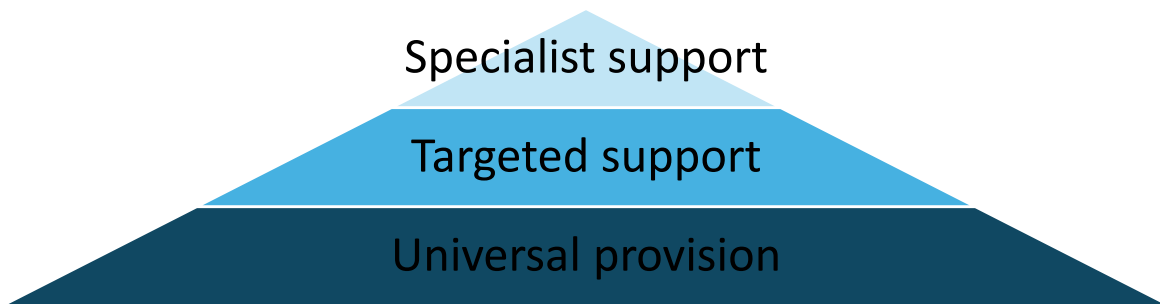 Specialist support
Targeted support
Universal provision